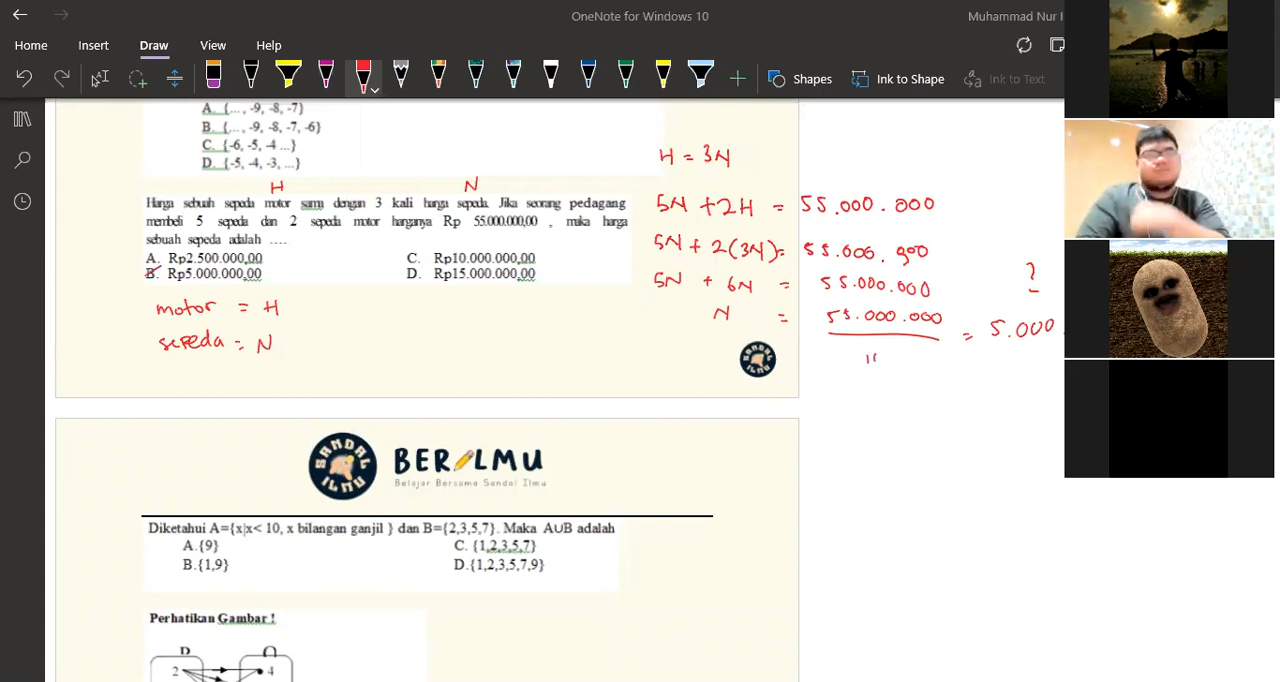 OneNote for Windows 10
Muhammad Nur I
Home Insert Draw View Help
Shapes Ink to Shape Ink to Text
A. {..., -9, -8, -7}
B. {..., -9, -8, -7, -6}
C. {-6, -5, -4 ...}
D. {-5, -4, -3, ...}
H N
Harga sebuah sepeda motor sama dengan 3 kali harga sepeda. Jika seorang pedagang
membeli 5 sepeda dan 2 sepeda motor harganya Rp 55.000.000,00 , maka harga
sebuah sepeda adalah ....
A. Rp2.500.000,00 C. Rp10.000.000,00
B. Rp5.000.000,00 D. Rp15.000.000,00
motor = H
sepeda = N
H = 3N
5N + 2H = 55.000.000
5N + 2(3N) = 55.000.000
5N + 6N = 55.000.000
N = 55.000.000 = 5.000
11
?
SANDAL ILMU
BERILMU
Belajar Bersama Sandal Ilmu
Diketahui A={x|x< 10, x bilangan ganjil } dan B={2,3,5,7}. Maka A∪B adalah
A.{9} C. {1,2,3,5,7}
B.{1,9} D.{1,2,3,5,7,9}
Perhatikan Gambar !
2 4